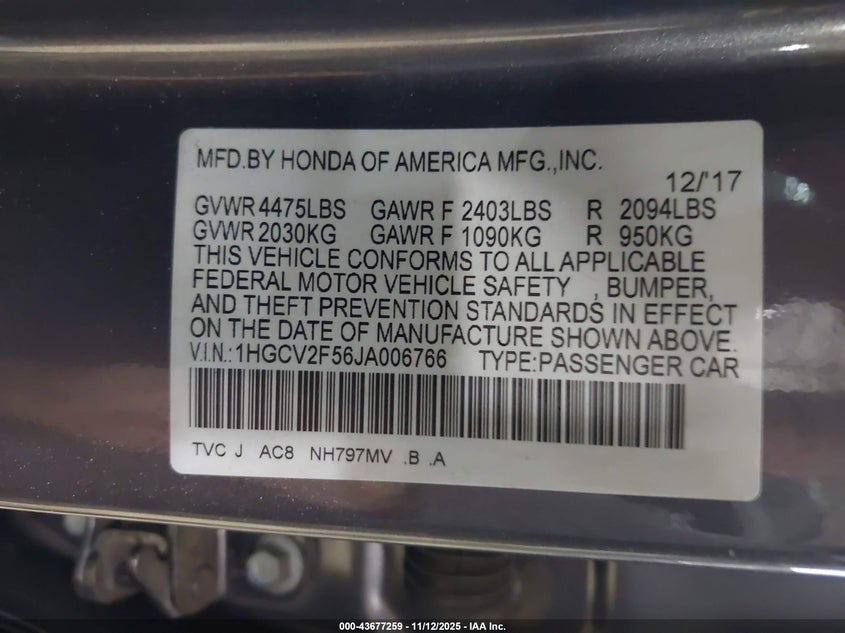 MFD.BY HONDA OF AMERICA MFG.,INC.
12/'17
GVWR 4475LBS GAWR F 2403LBS R 2094LBS
GVWR 2030KG GAWR F 1090KG R 950KG
THIS VEHICLE CONFORMS TO ALL APPLICABLE
FEDERAL MOTOR VEHICLE SAFETY , BUMPER,
AND THEFT PREVENTION STANDARDS IN EFFECT
ON THE DATE OF MANUFACTURE SHOWN ABOVE.
V.I.N.:1HGCV2F56JA006766 TYPE:PASSENGER CAR
TVC J AC8 NH797MV .B .A
000-43677259 - 11/12/2025 - IAA Inc.